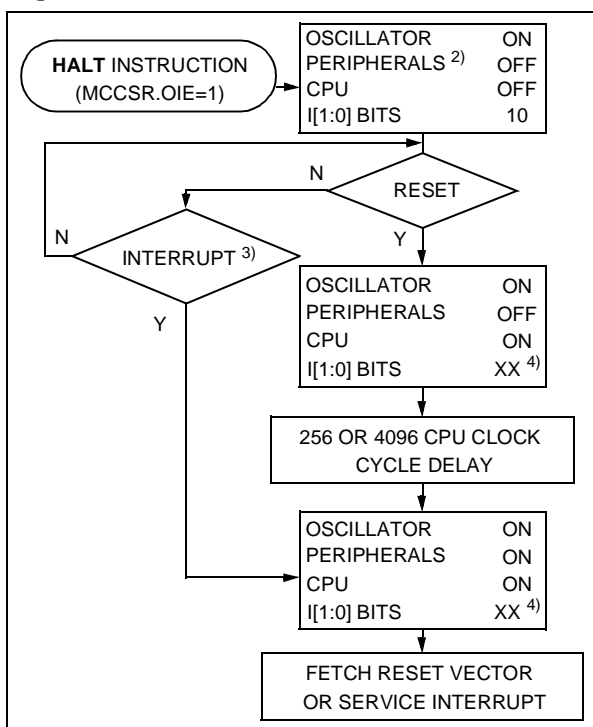 HALT INSTRUCTION
(MCCSR.OIE=1)
OSCILLATOR ON
PERIPHERALS 2) OFF
CPU OFF
I[1:0] BITS 10
RESET
N
Y
INTERRUPT 3)
N
Y
OSCILLATOR ON
PERIPHERALS OFF
CPU ON
I[1:0] BITS XX 4)
256 OR 4096 CPU CLOCK
CYCLE DELAY
OSCILLATOR ON
PERIPHERALS ON
CPU ON
I[1:0] BITS XX 4)
FETCH RESET VECTOR
OR SERVICE INTERRUPT